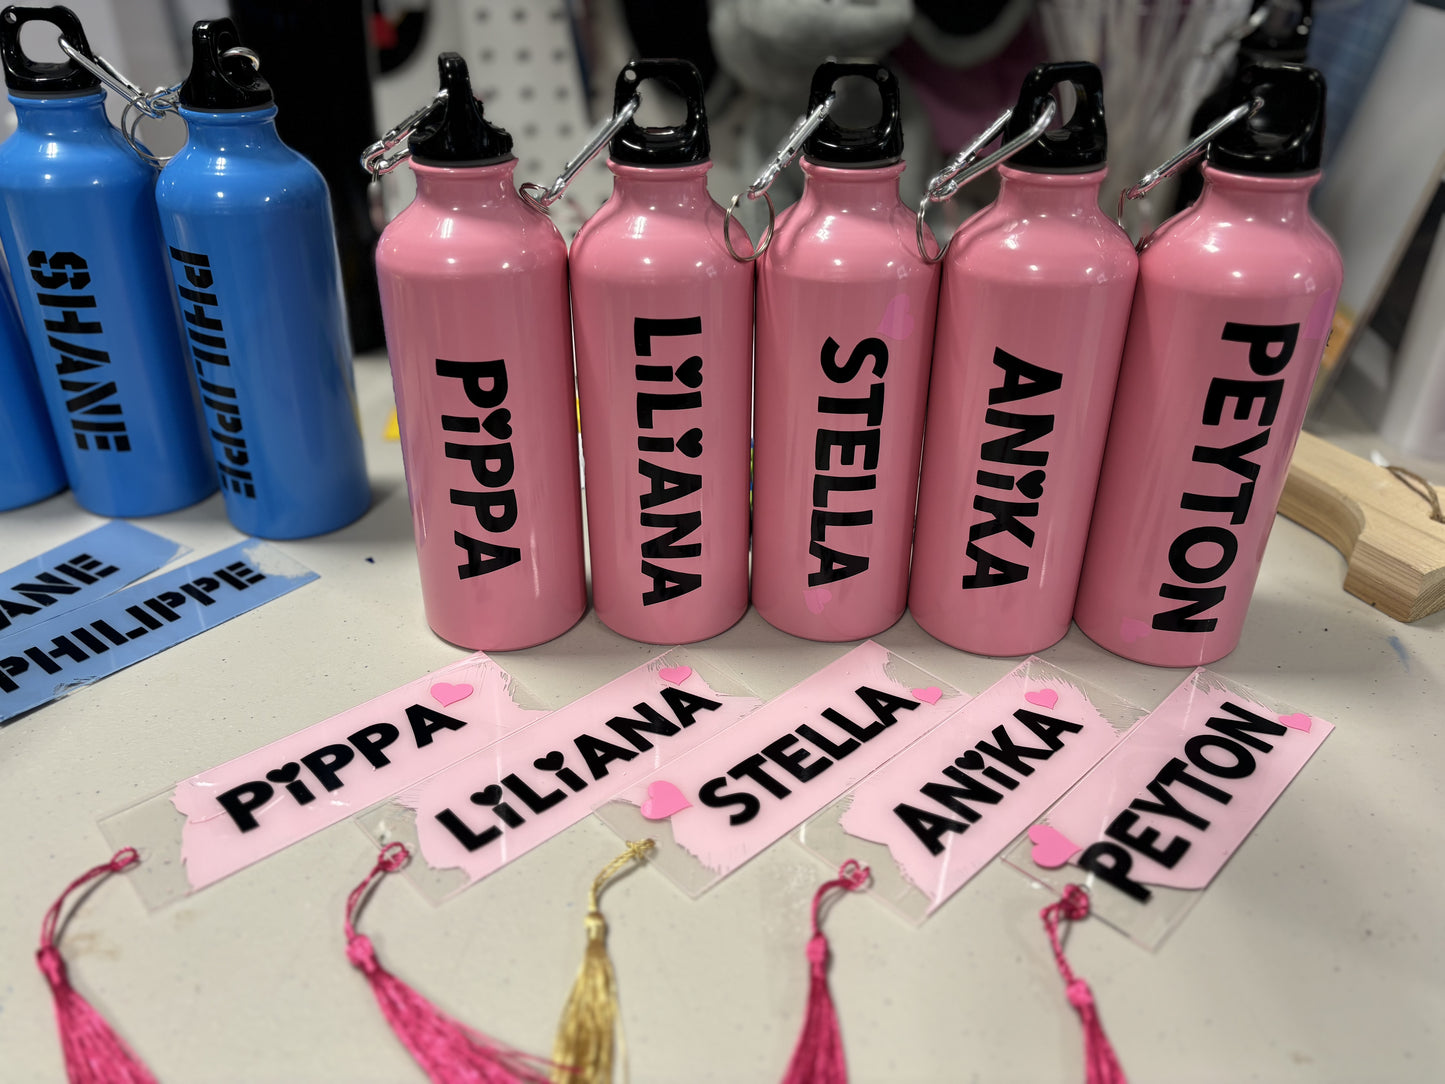 SHANE
PHILIPPE
PiPPA
LiLiANA
STELLA
ANiKA
PEYTON
ANE
PHILIPPE
PiPPA
LiLiANA
STELLA
ANiKA
PEYTON